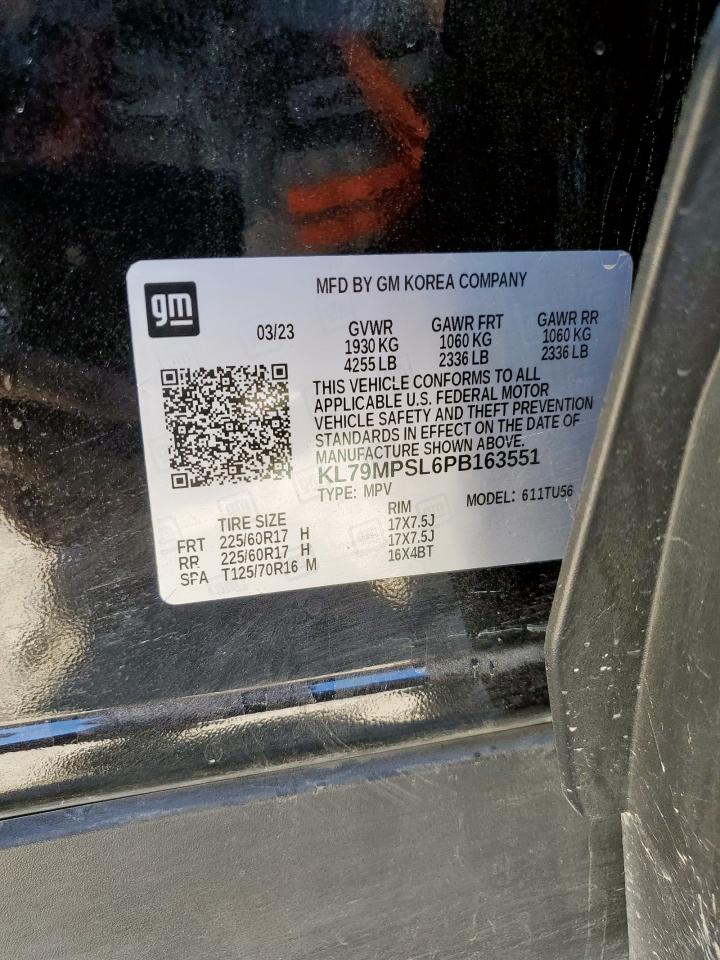 gm
MFD BY GM KOREA COMPANY
03/23
GVWR
1930 KG
4255 LB
GAWR FRT
1060 KG
2336 LB
GAWR RR
1060 KG
2336 LB
THIS VEHICLE CONFORMS TO ALL
APPLICABLE U.S. FEDERAL MOTOR
VEHICLE SAFETY AND THEFT PREVENTION
STANDARDS IN EFFECT ON THE DATE OF
MANUFACTURE SHOWN ABOVE.
KL79MPSL6PB163551
TYPE: MPV
MODEL: 611TU56
TIRE SIZE RIM
FRT 225/60R17 H 17X7.5J
RR 225/60R17 H 17X7.5J
SPA T125/70R16 M 16X4BT